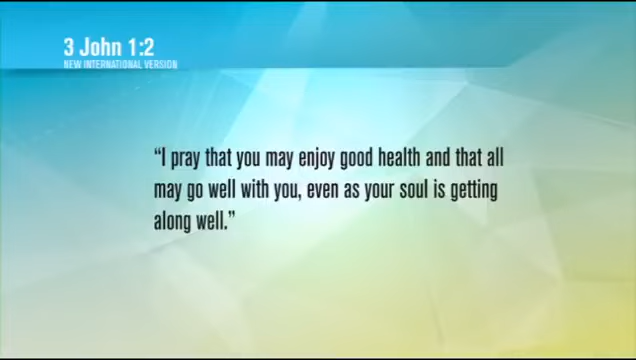 3 John 1:2
NEW INTERNATIONAL VERSION
“I pray that you may enjoy good health and that all
may go well with you, even as your soul is getting
along well.”